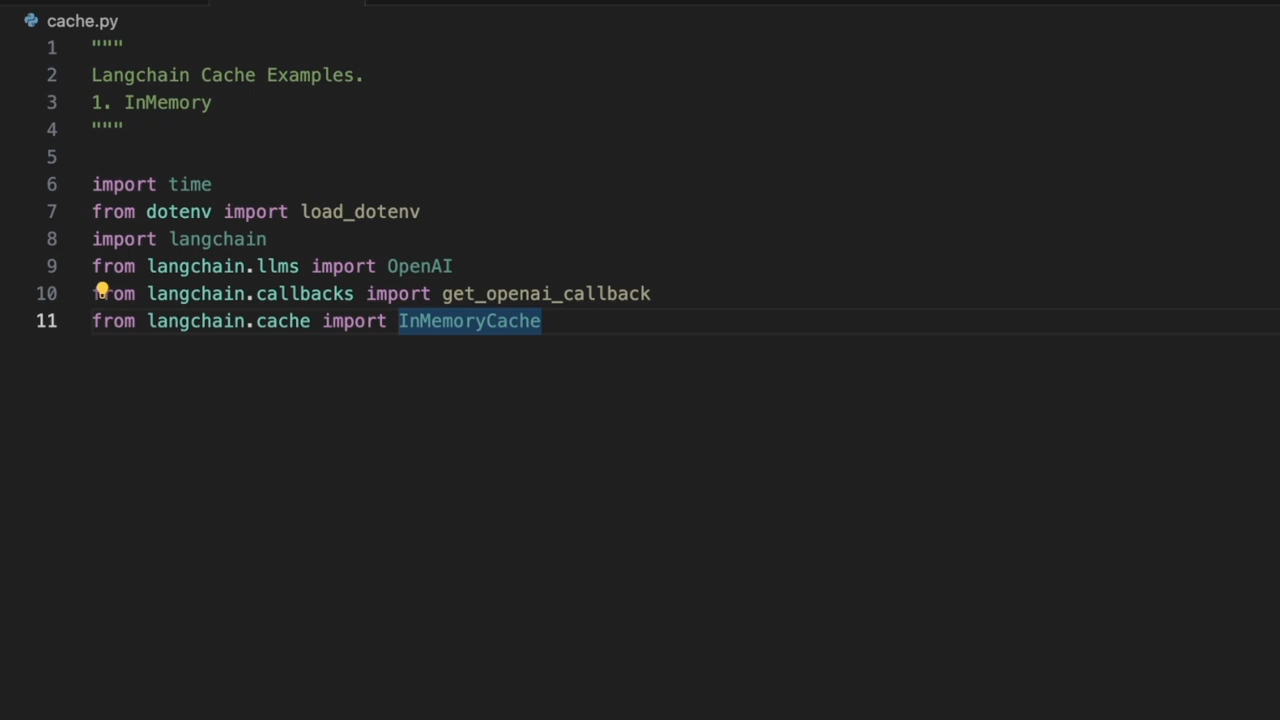 cache.py
1 """
2 Langchain Cache Examples.
3 1. InMemory
4 """
5
6 import time
7 from dotenv import load_dotenv
8 import langchain
9 from langchain.llms import OpenAI
10 from langchain.callbacks import get_openai_callback
11 from langchain.cache import InMemoryCache